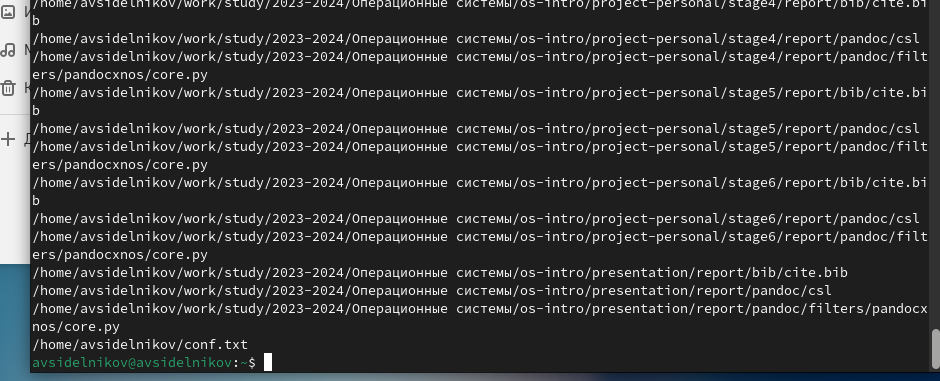 /home/avsidelnikov/work/study/2023-2024/Операционные системы/os-intro/project-personal/stage4/report/bib/cite.bi
b
/home/avsidelnikov/work/study/2023-2024/Операционные системы/os-intro/project-personal/stage4/report/pandoc/csl
/home/avsidelnikov/work/study/2023-2024/Операционные системы/os-intro/project-personal/stage4/report/pandoc/filt
ers/pandocxnos/core.py
/home/avsidelnikov/work/study/2023-2024/Операционные системы/os-intro/project-personal/stage5/report/bib/cite.bi
b
/home/avsidelnikov/work/study/2023-2024/Операционные системы/os-intro/project-personal/stage5/report/pandoc/csl
/home/avsidelnikov/work/study/2023-2024/Операционные системы/os-intro/project-personal/stage5/report/pandoc/filt
ers/pandocxnos/core.py
/home/avsidelnikov/work/study/2023-2024/Операционные системы/os-intro/project-personal/stage6/report/bib/cite.bi
b
/home/avsidelnikov/work/study/2023-2024/Операционные системы/os-intro/project-personal/stage6/report/pandoc/csl
/home/avsidelnikov/work/study/2023-2024/Операционные системы/os-intro/project-personal/stage6/report/pandoc/filt
ers/pandocxnos/core.py
/home/avsidelnikov/work/study/2023-2024/Операционные системы/os-intro/presentation/report/bib/cite.bib
/home/avsidelnikov/work/study/2023-2024/Операционные системы/os-intro/presentation/report/pandoc/csl
/home/avsidelnikov/work/study/2023-2024/Операционные системы/os-intro/presentation/report/pandoc/filters/pandocx
nos/core.py
/home/avsidelnikov/conf.txt
avsidelnikov@avsidelnikov:~$